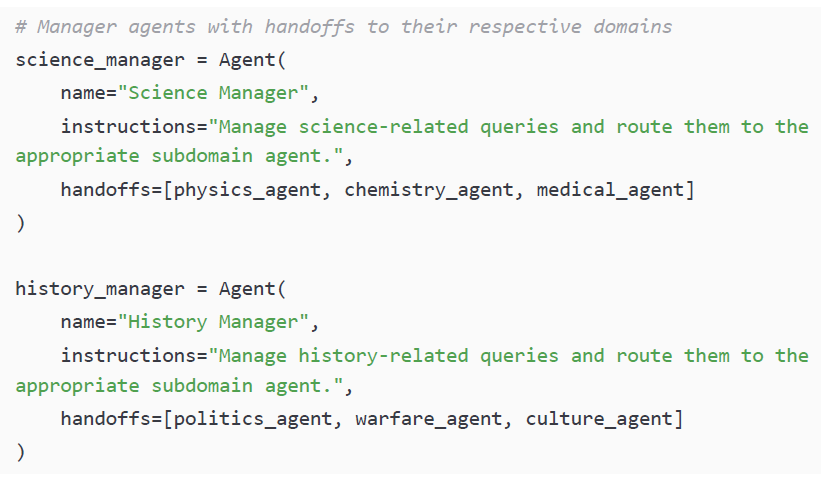 # Manager agents with handoffs to their respective domains
science_manager = Agent(
    name="Science Manager",
    instructions="Manage science-related queries and route them to the
appropriate subdomain agent.",
    handoffs=[physics_agent, chemistry_agent, medical_agent]
)

history_manager = Agent(
    name="History Manager",
    instructions="Manage history-related queries and route them to the
appropriate subdomain agent.",
    handoffs=[politics_agent, warfare_agent, culture_agent]
)